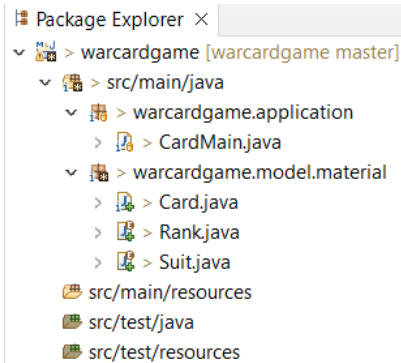 Package Explorer ×
> warcardgame [warcardgame master]
> src/main/java
> warcardgame.application
> CardMain.java
> warcardgame.model.material
> Card.java
> Rank.java
> Suit.java
src/main/resources
src/test/java
src/test/resources